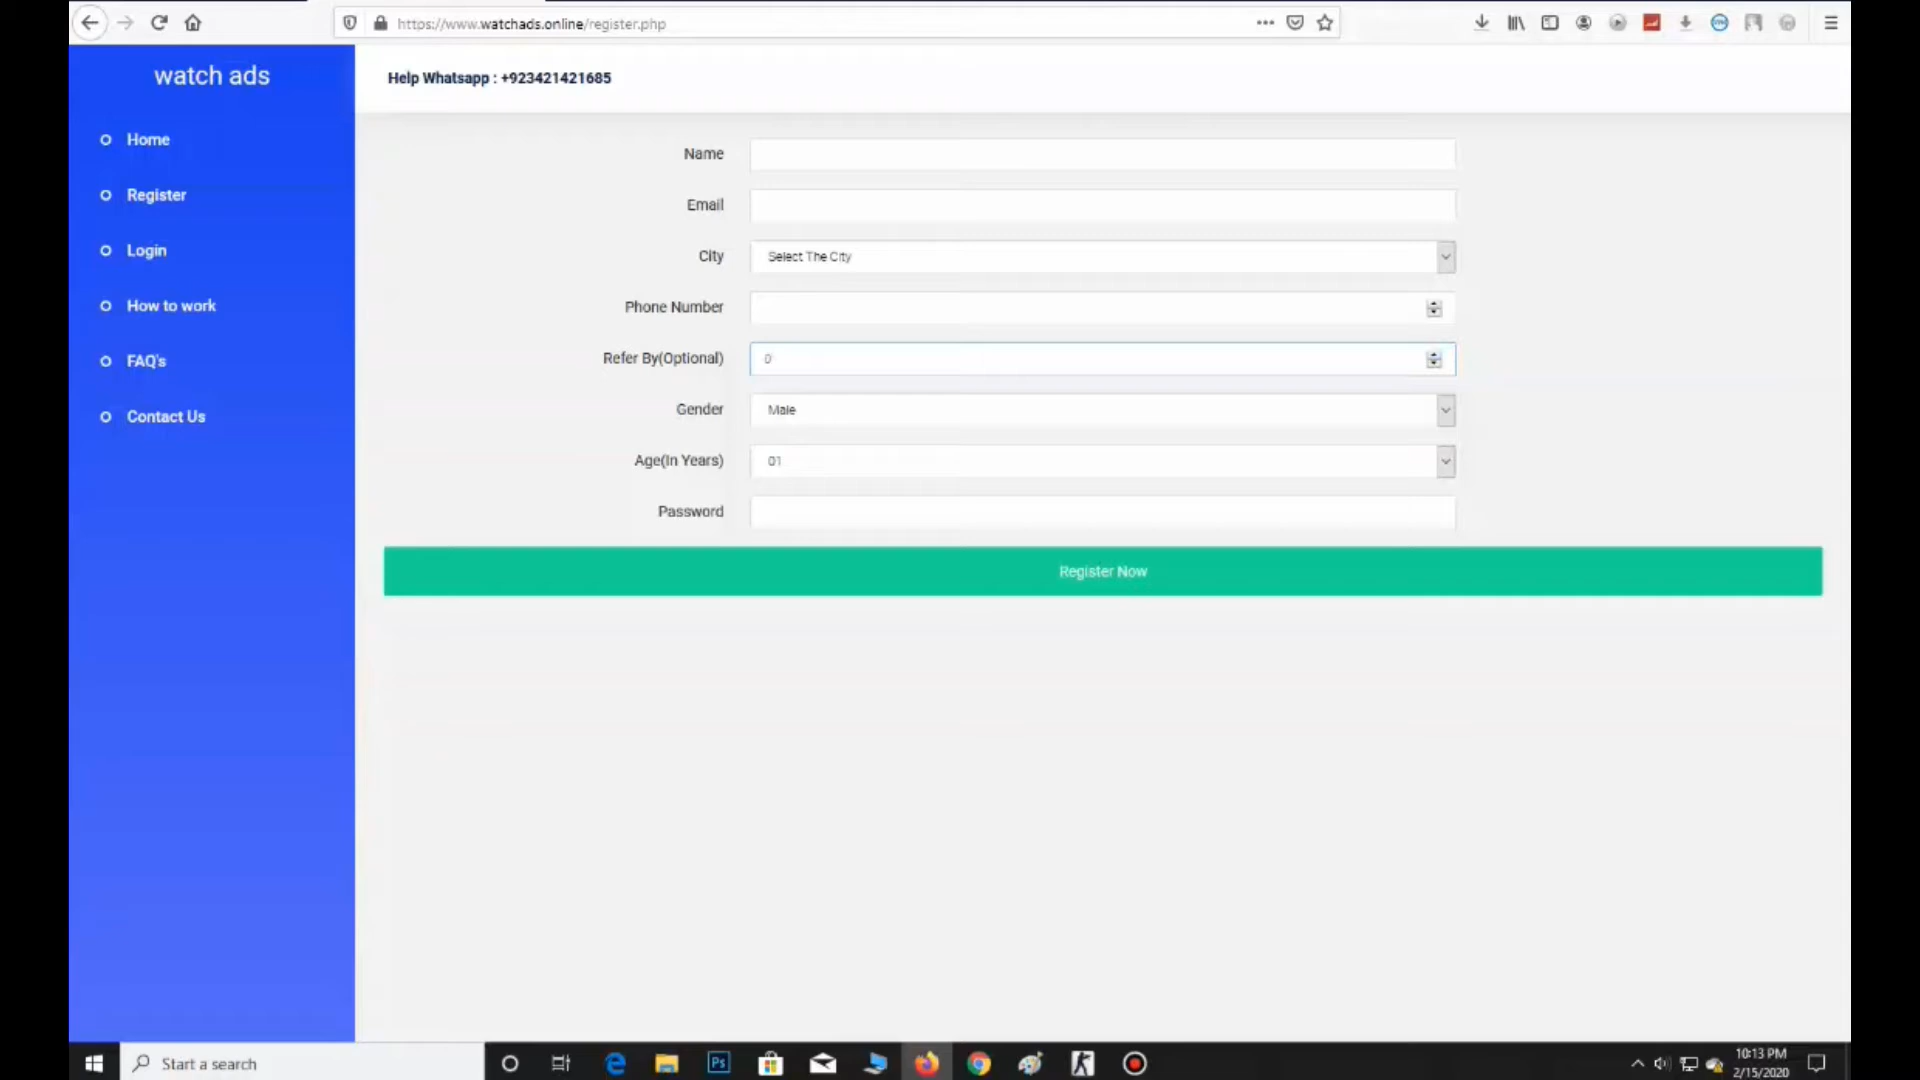 https://www.watchads.online/register.php
watch ads
Help Whatsapp : +923421421685
Home
Register
Login
How to work
FAQ's
Contact Us
Name
Email
City
Select The City
Phone Number
Refer By(Optional)
0
Gender
Male
Age(In Years)
01
Password
Register Now
Start a search
Ps
10:13 PM
2/15/2020